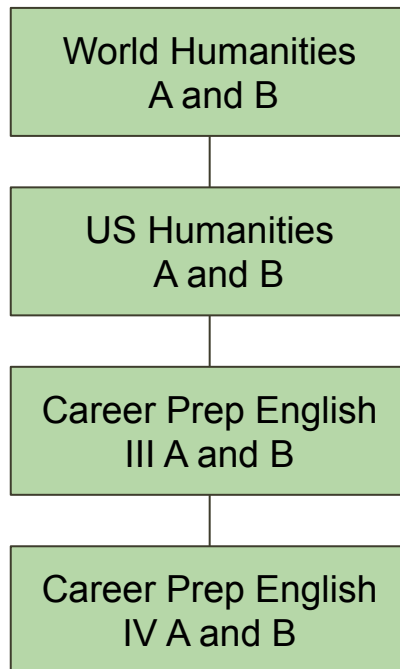 World Humanities
A and B
US Humanities
A and B
Career Prep English
III A and B
Career Prep English
IV A and B